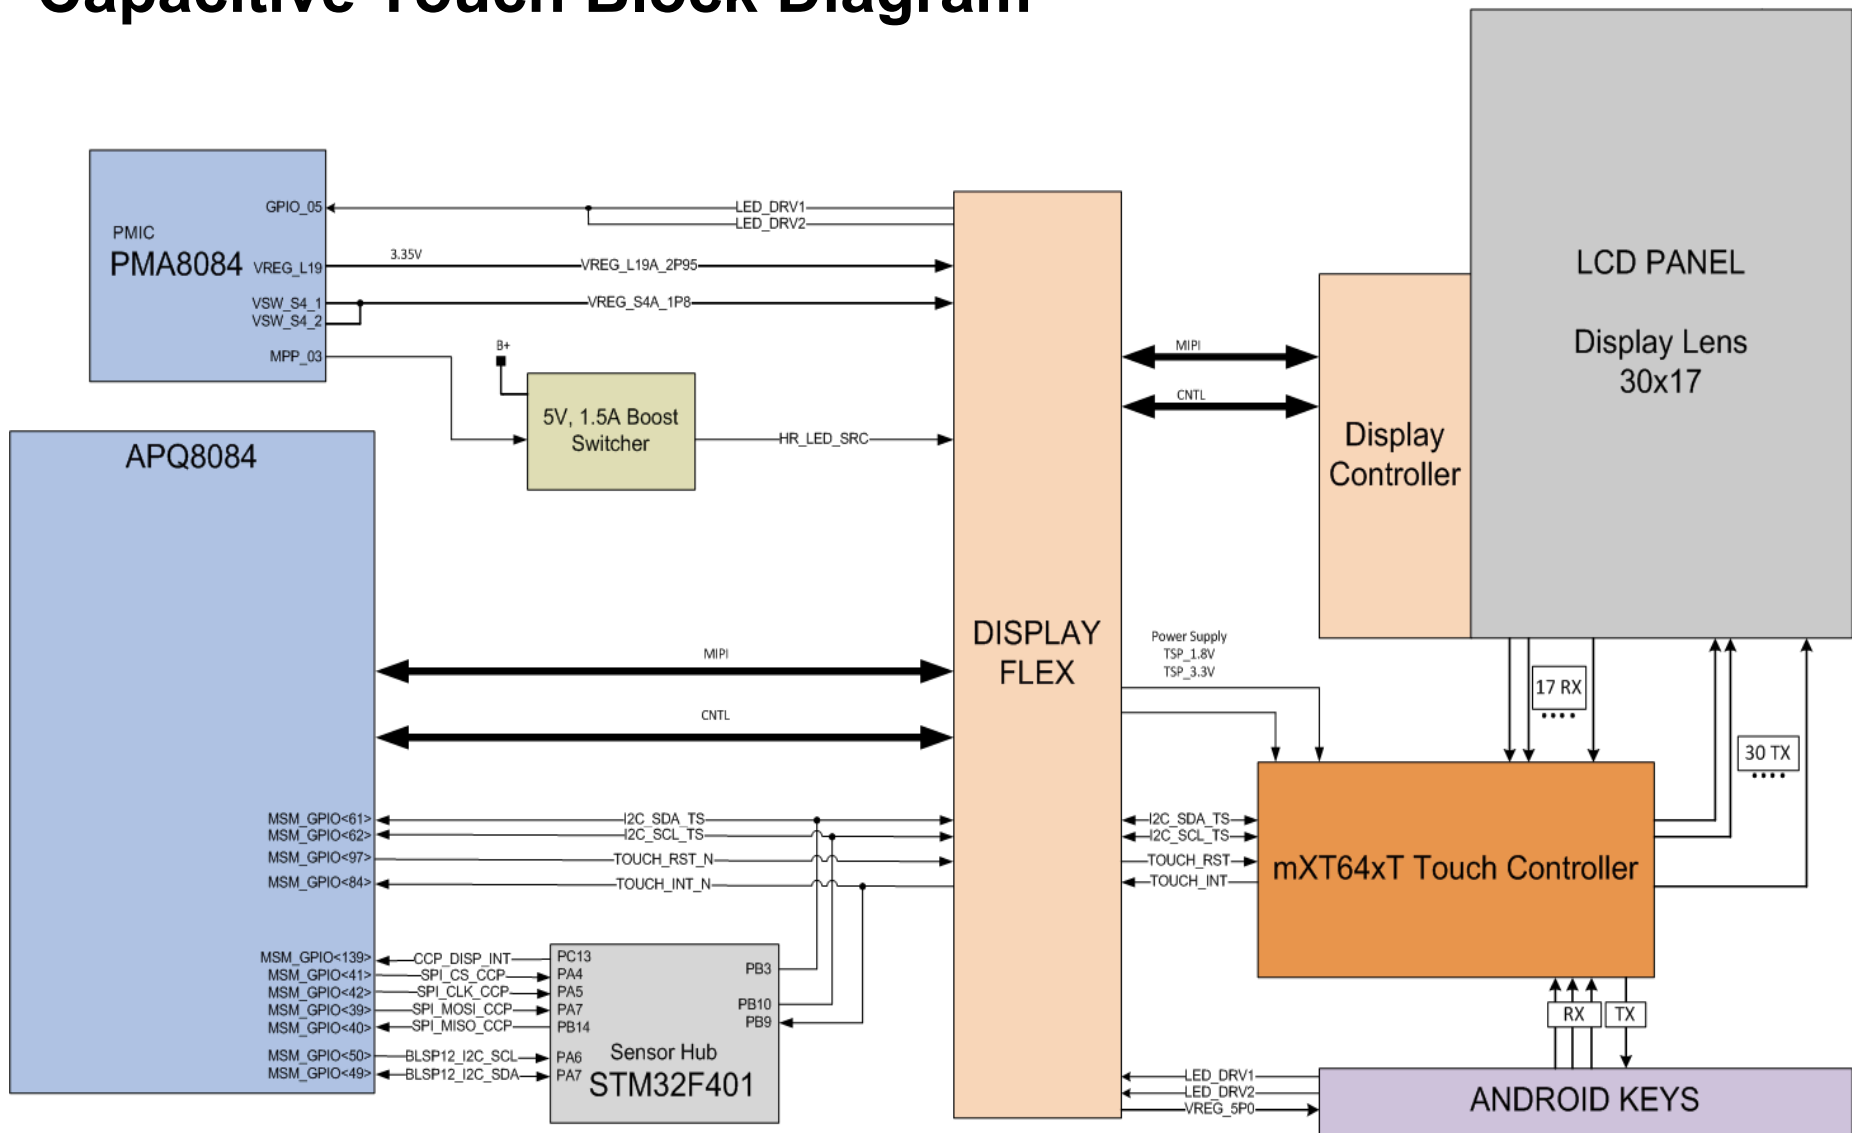 Capacitive Touch Block Diagram
PMIC
PMA8084
GPIO_05
VREG_L19
VSW_S4_1
VSW_S4_2
MPP_03
LED_DRV1
LED_DRV2
3.35V
VREG_L19A_2P95
VREG_S4A_1P8
B+
5V, 1.5A Boost
Switcher
HR_LED_SRC
APQ8084
MIPI
CNTL
MSM_GPIO<61>
MSM_GPIO<62>
MSM_GPIO<97>
MSM_GPIO<84>
I2C_SDA_TS
I2C_SCL_TS
TOUCH_RST_N
TOUCH_INT_N
MSM_GPIO<139>
MSM_GPIO<41>
MSM_GPIO<42>
MSM_GPIO<39>
MSM_GPIO<40>
MSM_GPIO<50>
MSM_GPIO<49>
CCP_DISP_INT
SPI_CS_CCP
SPI_CLK_CCP
SPI_MOSI_CCP
SPI_MISO_CCP
BLSP12_I2C_SCL
BLSP12_I2C_SDA
PC13
PA4
PA5
PA7
PB14
PA6
PA7
PB3
PB10
PB9
Sensor Hub
STM32F401
DISPLAY
FLEX
MIPI
CNTL
Display
Controller
LCD PANEL
Display Lens
30x17
Power Supply
TSP_1.8V
TSP_3.3V
17 RX
30 TX
I2C_SDA_TS
I2C_SCL_TS
TOUCH_RST
TOUCH_INT
mXT64xT Touch Controller
RX
TX
LED_DRV1
LED_DRV2
VREG_5P0
ANDROID KEYS